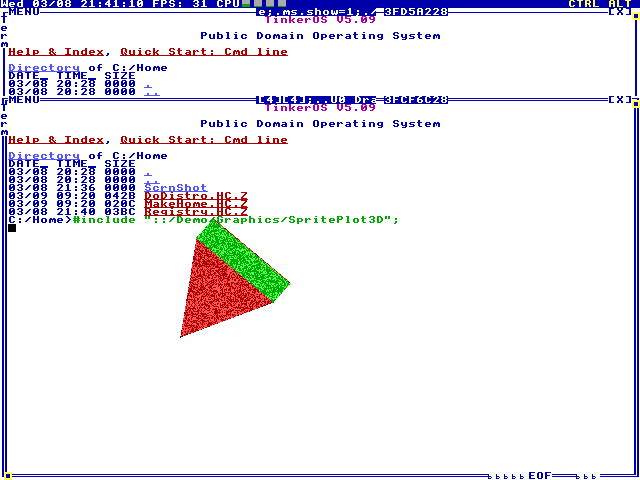 Wed 03/08 21:41:10 FPS: 31 CPU CTRL ALT
MENU e;.ms.show=1;./ 3FD5A228 [X]
TinkerOS V5.09
Public Domain Operating System
Help & Index, Quick Start: Cmd line
Directory of C:/Home
DATE_ TIME_ SIZE
03/08 20:28 0000 .
03/08 20:28 0000 ..
Term
MENU 3FCF6C28 [X]
TinkerOS V5.09
Public Domain Operating System
Help & Index, Quick Start: Cmd line
Directory of C:/Home
DATE_ TIME_ SIZE
03/08 20:28 0000 .
03/08 20:28 0000 ..
03/08 21:36 0000 ScrnShot
03/09 09:20 042B DoDistro.HC.Z
03/09 09:20 020C MakeHome.HC.Z
03/08 21:40 03BC Registry.HC.Z
C:/Home>#include "::/Demo/Graphics/SpritePlot3D";
Term
EOF